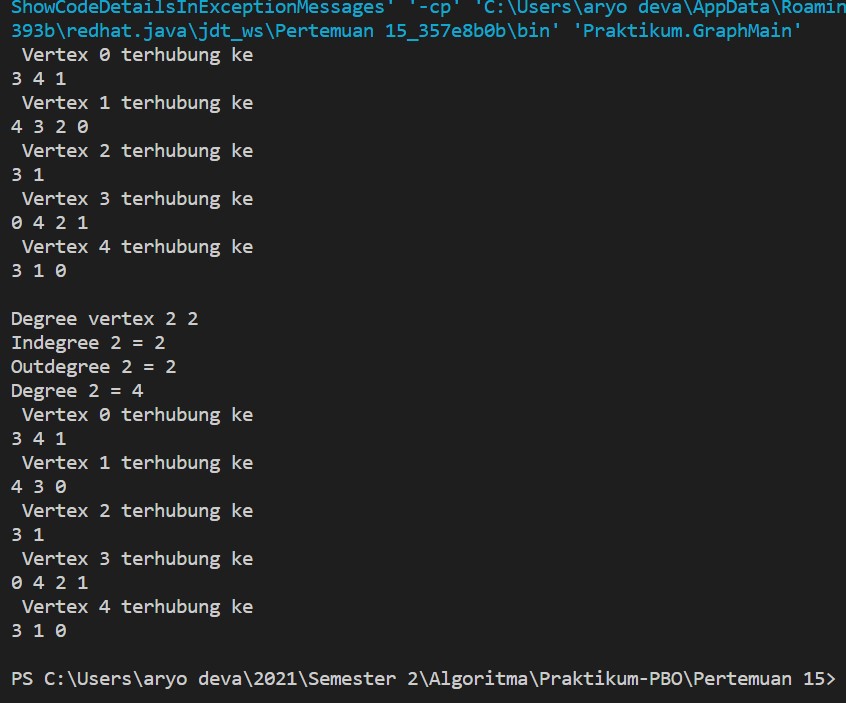 ShowCodeDetailsInExceptionMessages' '-cp' 'C:\Users\aryo deva\AppData\Roamin
393b\redhat.java\jdt_ws\Pertemuan 15_357e8b0b\bin' 'Praktikum.GraphMain'
Vertex 0 terhubung ke
3 4 1
Vertex 1 terhubung ke
4 3 2 0
Vertex 2 terhubung ke
3 1
Vertex 3 terhubung ke
0 4 2 1
Vertex 4 terhubung ke
3 1 0
Degree vertex 2 2
Indegree 2 = 2
Outdegree 2 = 2
Degree 2 = 4
Vertex 0 terhubung ke
3 4 1
Vertex 1 terhubung ke
4 3 0
Vertex 2 terhubung ke
3 1
Vertex 3 terhubung ke
0 4 2 1
Vertex 4 terhubung ke
3 1 0
PS C:\Users\aryo deva\2021\Semester 2\Algoritma\Praktikum-PBO\Pertemuan 15>